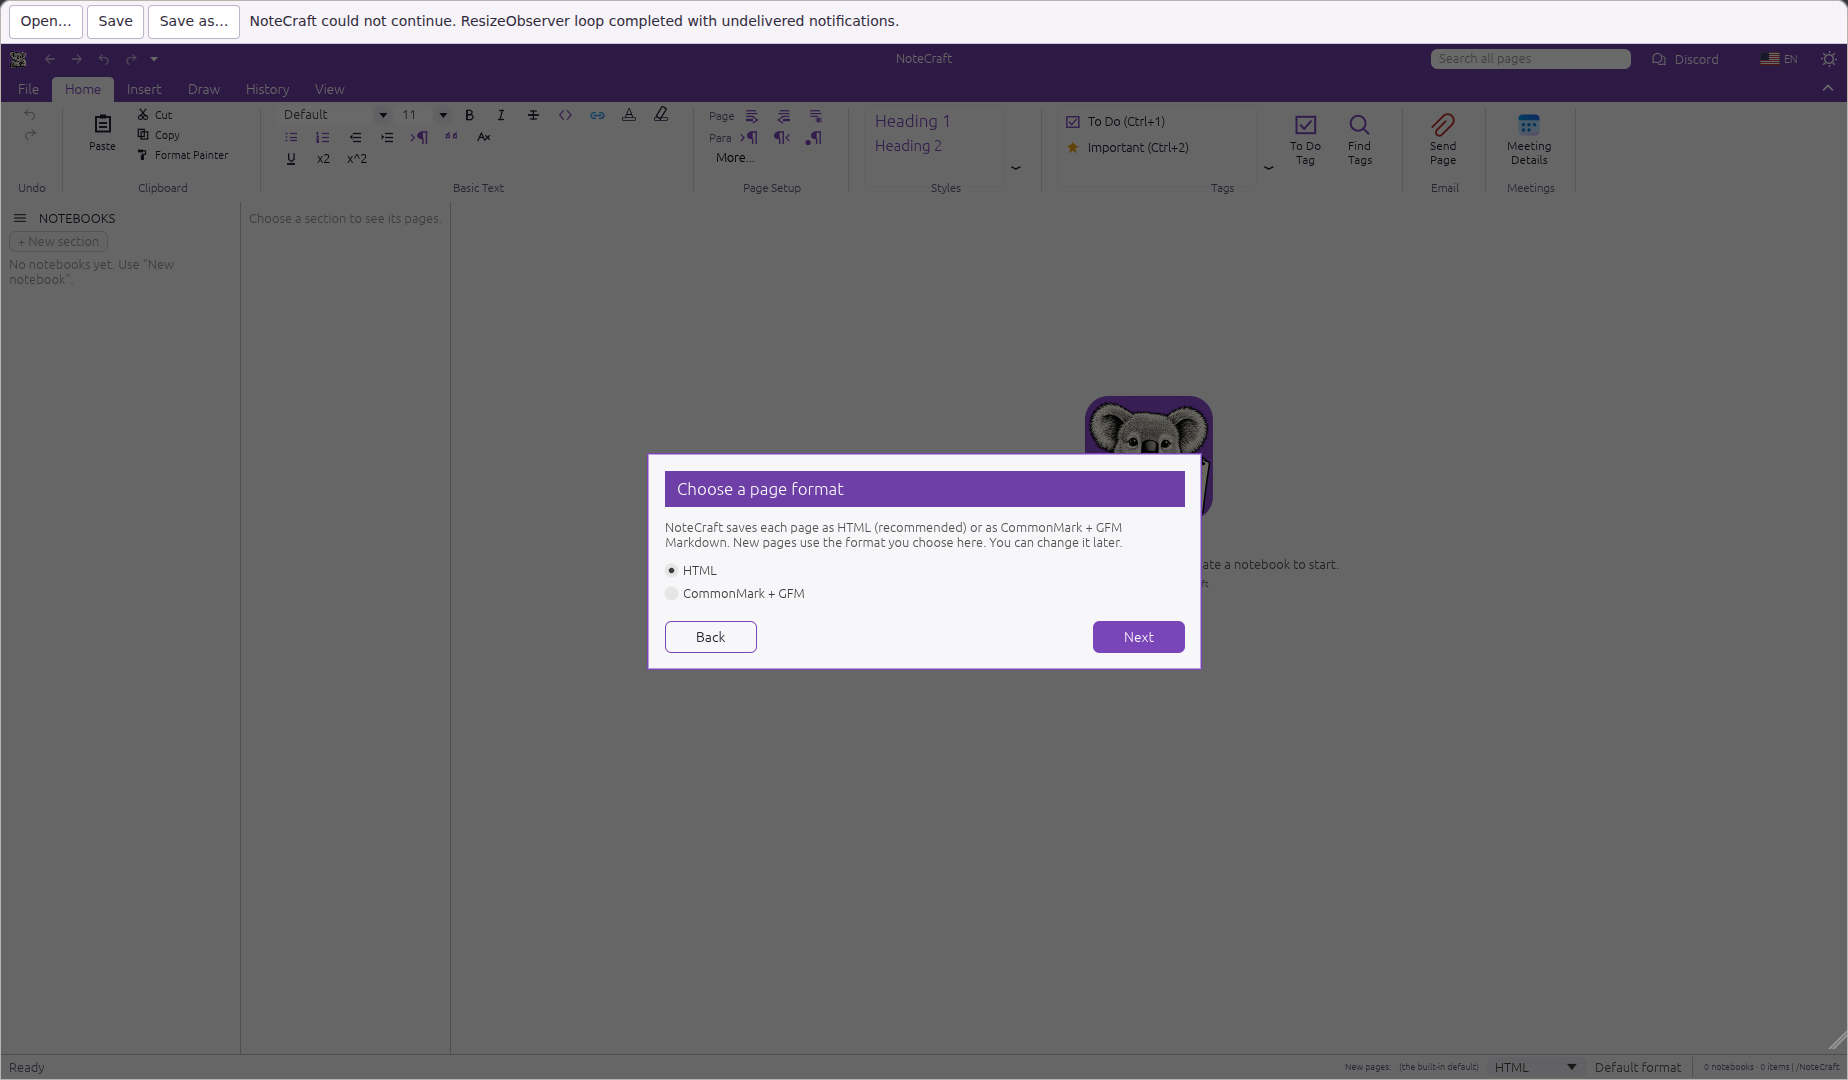 Open... Save Save as... NoteCraft could not continue. ResizeObserver loop completed with undelivered notifications.
NoteCraft Search all pages Discord EN
File Home Insert Draw History View
Paste Cut Copy Format Painter
Default 11
x2 x^2
Page
Para
More...
Heading 1
Heading 2
To Do (Ctrl+1)
Important (Ctrl+2)
To Do
Tag
Find
Tags
Send
Page
Meeting
Details
Undo Clipboard Basic Text Page Setup Styles Tags Email Meetings
NOTEBOOKS
+ New section
No notebooks yet. Use "New
notebook".
Choose a section to see its pages.
Choose a page format
NoteCraft saves each page as HTML (recommended) or as CommonMark + GFM
Markdown. New pages use the format you choose here. You can change it later.
HTML
CommonMark + GFM
Back Next
ate a notebook to start.
ft
Ready New pages: (the built-in default) HTML Default format 0 notebooks · 0 items | /NoteCraft